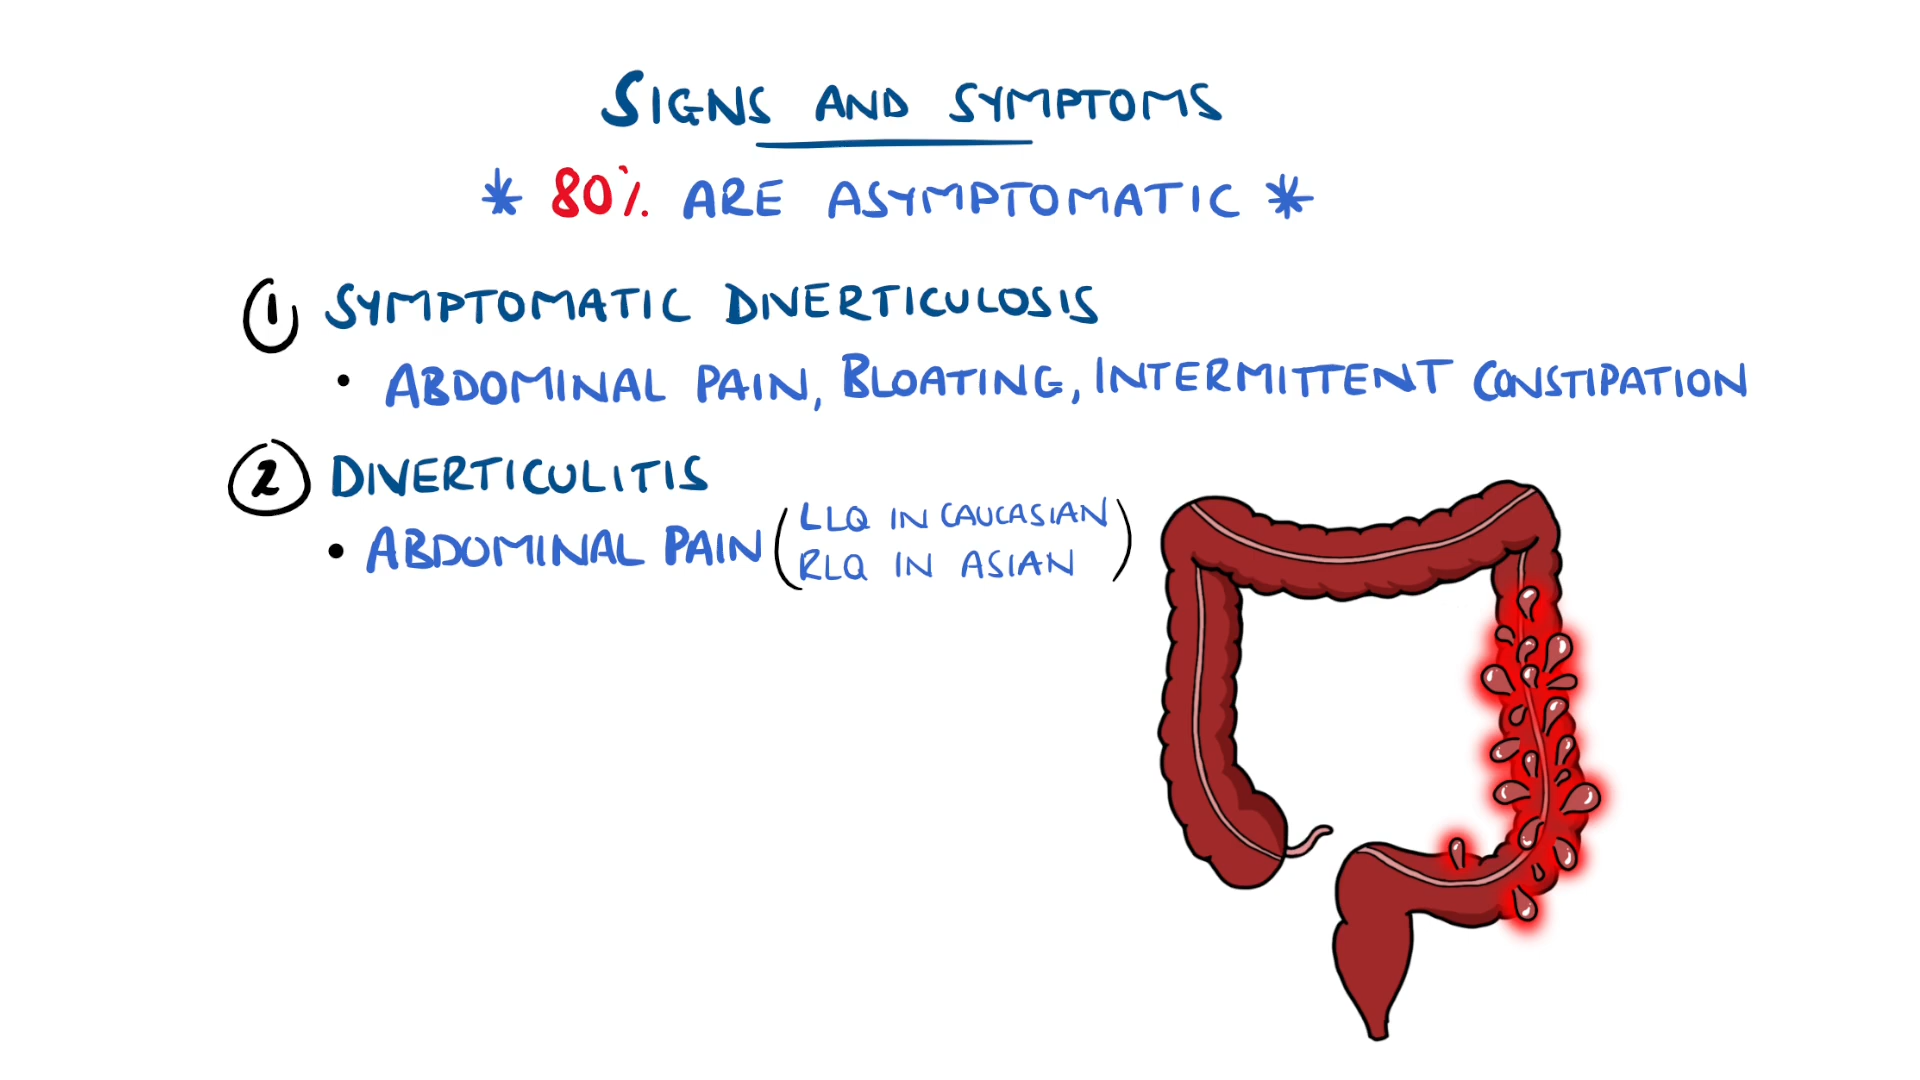 SIGNS AND SYMPTOMS
* 80% ARE ASYMPTOMATIC *
1 SYMPTOMATIC DIVERTICULOSIS
• ABDOMINAL PAIN, BLOATING, INTERMITTENT CONSTIPATION
2 DIVERTICULITIS
• ABDOMINAL PAIN (LLQ IN CAUCASIAN
RLQ IN ASIAN)